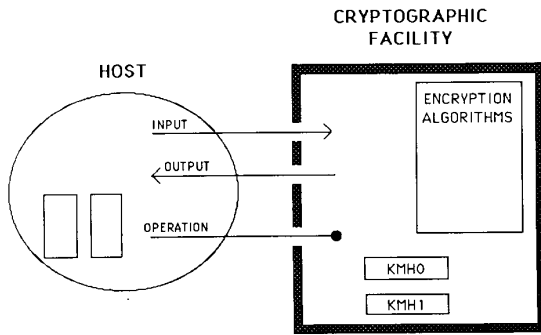 CRYPTOGRAPHIC
FACILITY
HOST
INPUT
OUTPUT
OPERATION
ENCRYPTION
ALGORITHMS
KMH0
KMH1